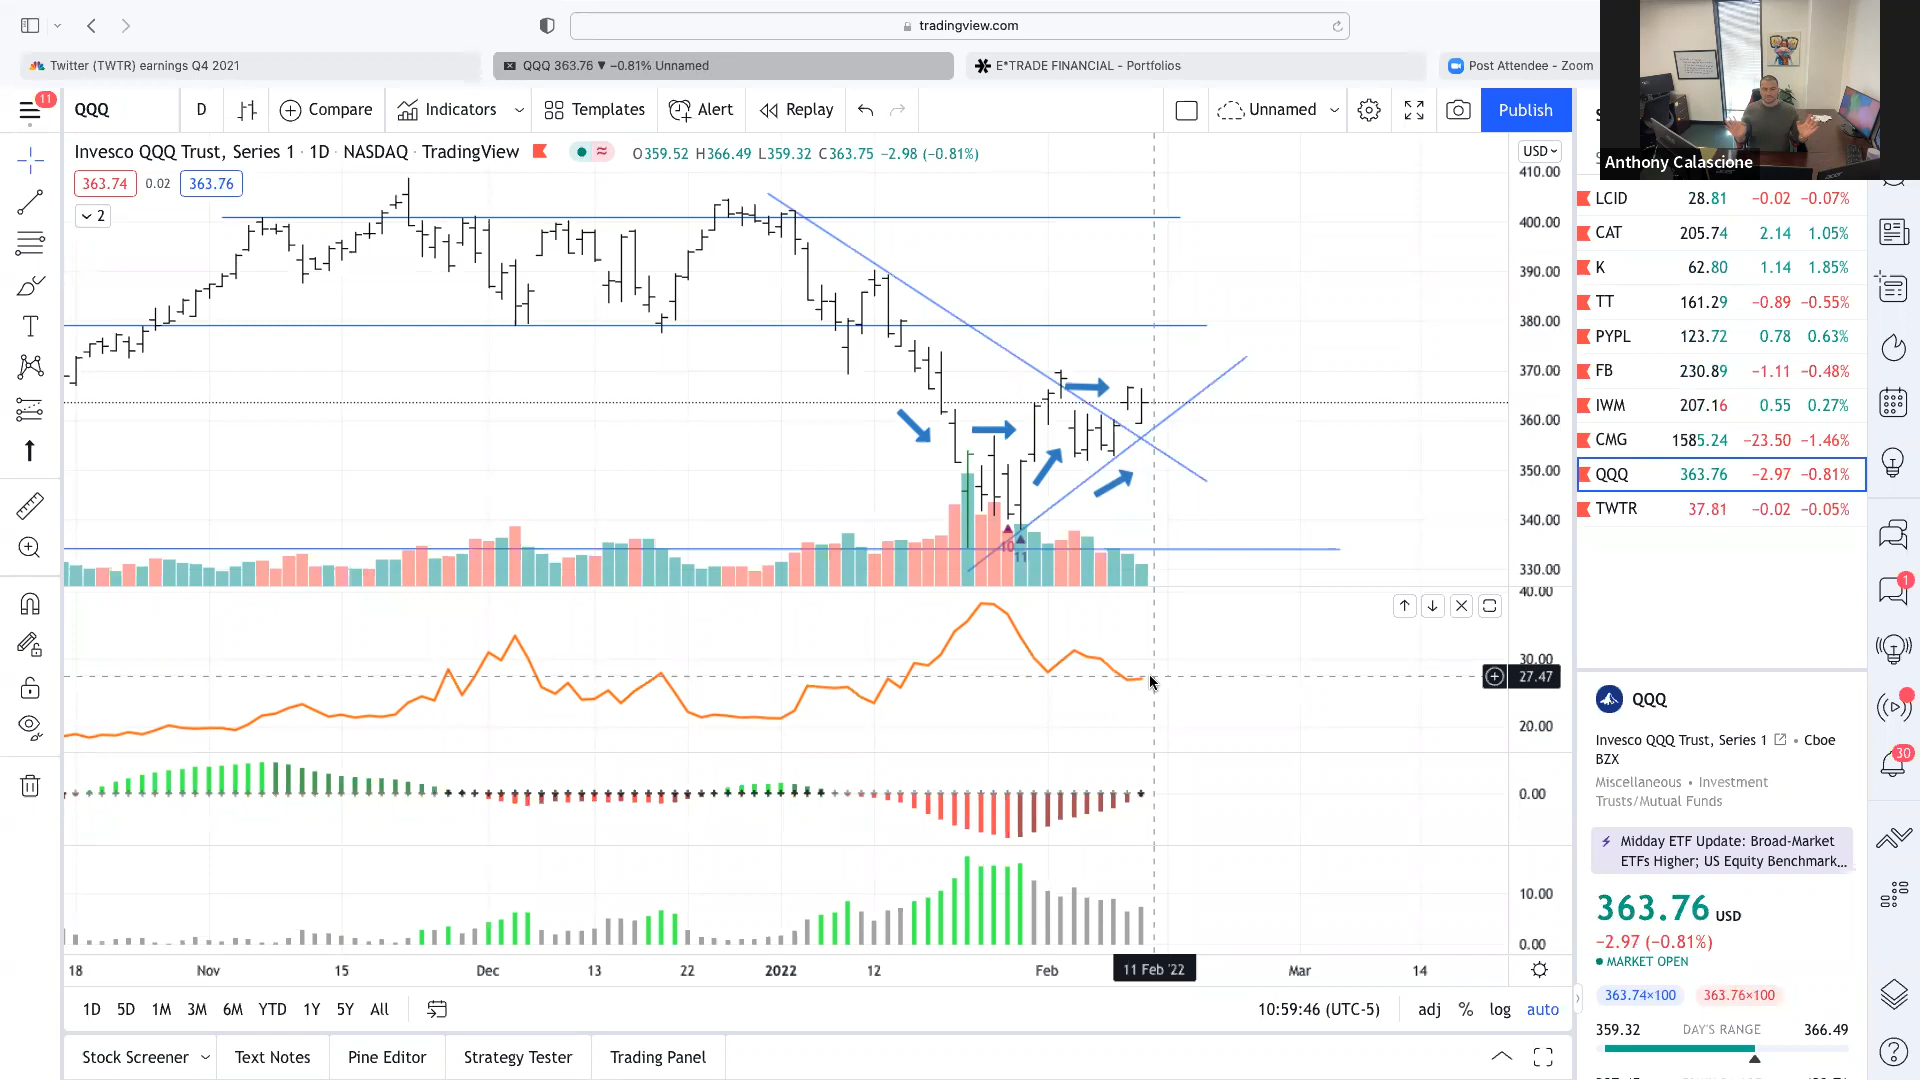 tradingview.com
Twitter (TWTR) earnings Q4 2021
QQQ 363.76 ▼ −0.81% Unnamed
E*TRADE FINANCIAL - Portfolios
Post Attendee - Zoom
11
QQQ
D
Compare
Indicators
Templates
Alert
Replay
Unnamed
Publish
Anthony Calascione
Invesco QQQ Trust, Series 1 · 1D · NASDAQ · TradingView
O359.52 H366.49 L359.32 C363.75 −2.98 (−0.81%)
USD
363.74
0.02
363.76
2
410.00
400.00
390.00
380.00
370.00
360.00
350.00
340.00
330.00
10
11
40.00
30.00
27.47
20.00
0.00
10.00
0.00
18
Nov
15
Dec
13
22
2022
12
Feb
11 Feb '22
Mar
14
1D 5D 1M 3M 6M YTD 1Y 5Y All
10:59:46 (UTC-5)
adj % log auto
Stock Screener
Text Notes
Pine Editor
Strategy Tester
Trading Panel
LCID 28.81 −0.02 −0.07%
CAT 205.74 2.14 1.05%
K 62.80 1.14 1.85%
TT 161.29 −0.89 −0.55%
PYPL 123.72 0.78 0.63%
FB 230.89 −1.11 −0.48%
IWM 207.16 0.55 0.27%
CMG 1585.24 −23.50 −1.46%
QQQ 363.76 −2.97 −0.81%
TWTR 37.81 −0.02 −0.05%
QQQ
Invesco QQQ Trust, Series 1 • Cboe
BZX
Miscellaneous • Investment
Trusts/Mutual Funds
Midday ETF Update: Broad-Market
ETFs Higher; US Equity Benchmark...
363.76 USD
−2.97 (−0.81%)
MARKET OPEN
363.74×100
363.76×100
359.32 DAY'S RANGE 366.49
1
30